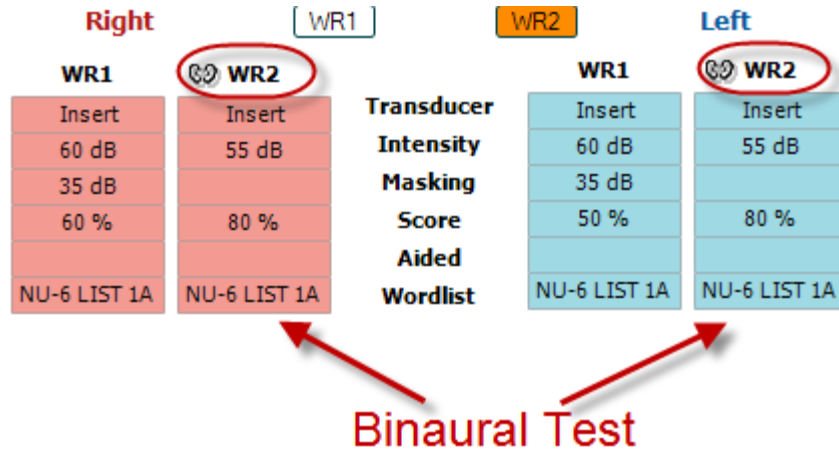 Right WR1 WR2 Left
WR1 WR2 WR1 WR2
Insert Insert Transducer Insert Insert
60 dB 55 dB Intensity 60 dB 55 dB
35 dB Masking 35 dB
60 % 80 % Score 50 % 80 %
Aided
NU-6 LIST 1A NU-6 LIST 1A Wordlist NU-6 LIST 1A NU-6 LIST 1A
Binaural Test